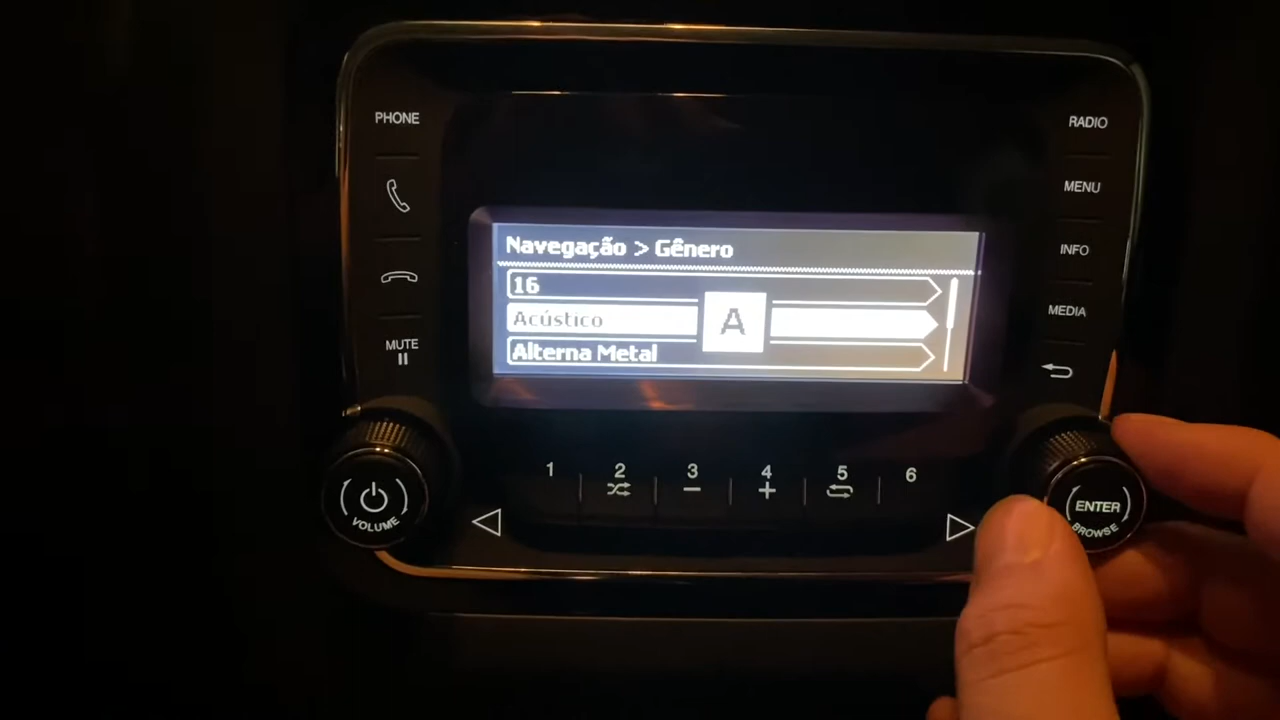 PHONE
RADIO
MENU
INFO
MEDIA
MUTE
Navegação > Gênero
16
Acústico
A
Alterna Metal
1
2
3
4
5
6
VOLUME
ENTER
BROWSE